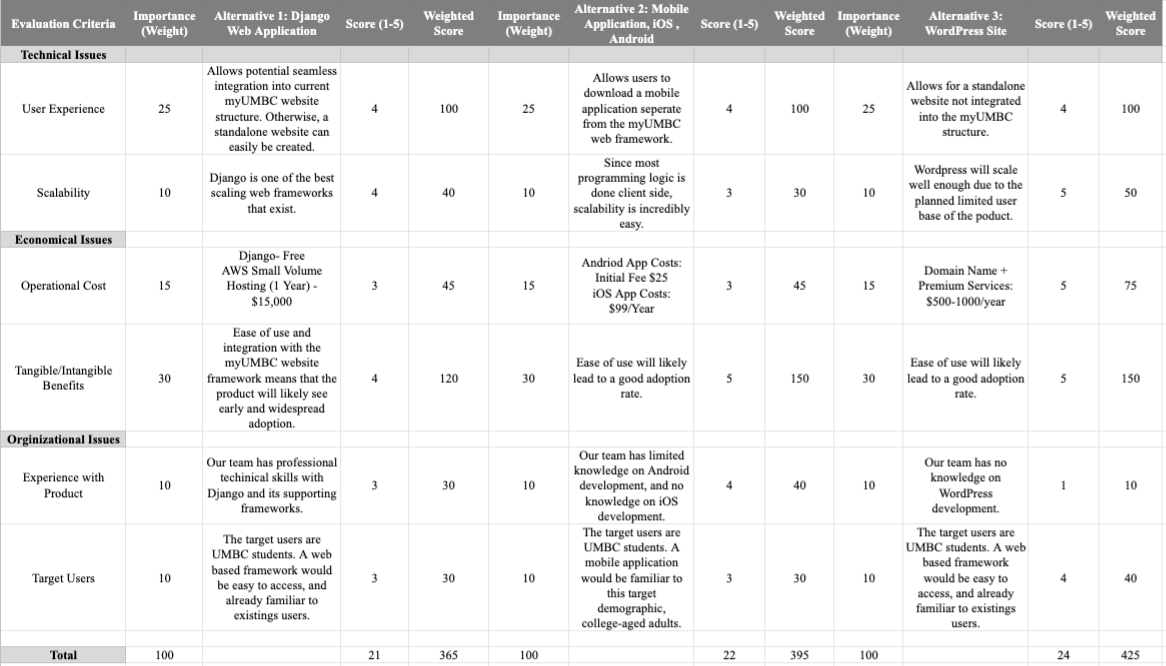 Evaluation Criteria
Importance
(Weight)
Alternative 1: Django
Web Application
Score (1-5)
Weighted
Score
Importance
(Weight)
Alternative 2: Mobile
Application, iOS ,
Android
Score (1-5)
Weighted
Score
Importance
(Weight)
Alternative 3:
WordPress Site
Score (1-5)
Weighted
Score
Technical Issues
User Experience
25
Allows potential seamless
integration into current
myUMBC website
structure. Otherwise, a
standalone website can
easily be created.
4
100
25
Allows users to
download a mobile
application seperate
from the myUMBC
web framework.
4
100
25
Allows for a standalone
website not integrated
into the myUMBC
structure.
4
100
Scalability
10
Django is one of the best
scaling web frameworks
that exist.
4
40
10
Since most
programming logic is
done client side,
scalability is incredibly
easy.
3
30
10
Wordpress will scale
well enough due to the
planned limited user
base of the poduct.
5
50
Economical Issues
Operational Cost
15
Django- Free
AWS Small Volume
Hosting (1 Year) -
$15,000
3
45
15
Andriod App Costs:
Initial Fee $25
iOS App Costs:
$99/Year
3
45
15
Domain Name +
Premium Services:
$500-1000/year
5
75
Tangible/Intangible
Benefits
30
Ease of use and
integration with the
myUMBC website
framework means that the
product will likely see
early and widespread
adoption.
4
120
30
Ease of use will likely
lead to a good adoption
rate.
5
150
30
Ease of use will likely
lead to a good adoption
rate.
5
150
Orginizational Issues
Experience with
Product
10
Our team has professional
techinical skills with
Django and its supporting
frameworks.
3
30
10
Our team has limited
knowledge on Android
development, and no
knowledge on iOS
development.
4
40
10
Our team has no
knowledge on
WordPress
development.
1
10
Target Users
10
The target users are
UMBC students. A web
based framework would
be easy to access, and
already familiar to
existings users.
3
30
10
The target users are
UMBC students. A
mobile application
would be familiar to
this target
demographic,
college-aged adults.
3
30
10
The target users are
UMBC students. A web
based framework
would be easy to
access, and already
familiar to existings
users.
4
40
Total
100
21
365
100
22
395
100
24
425